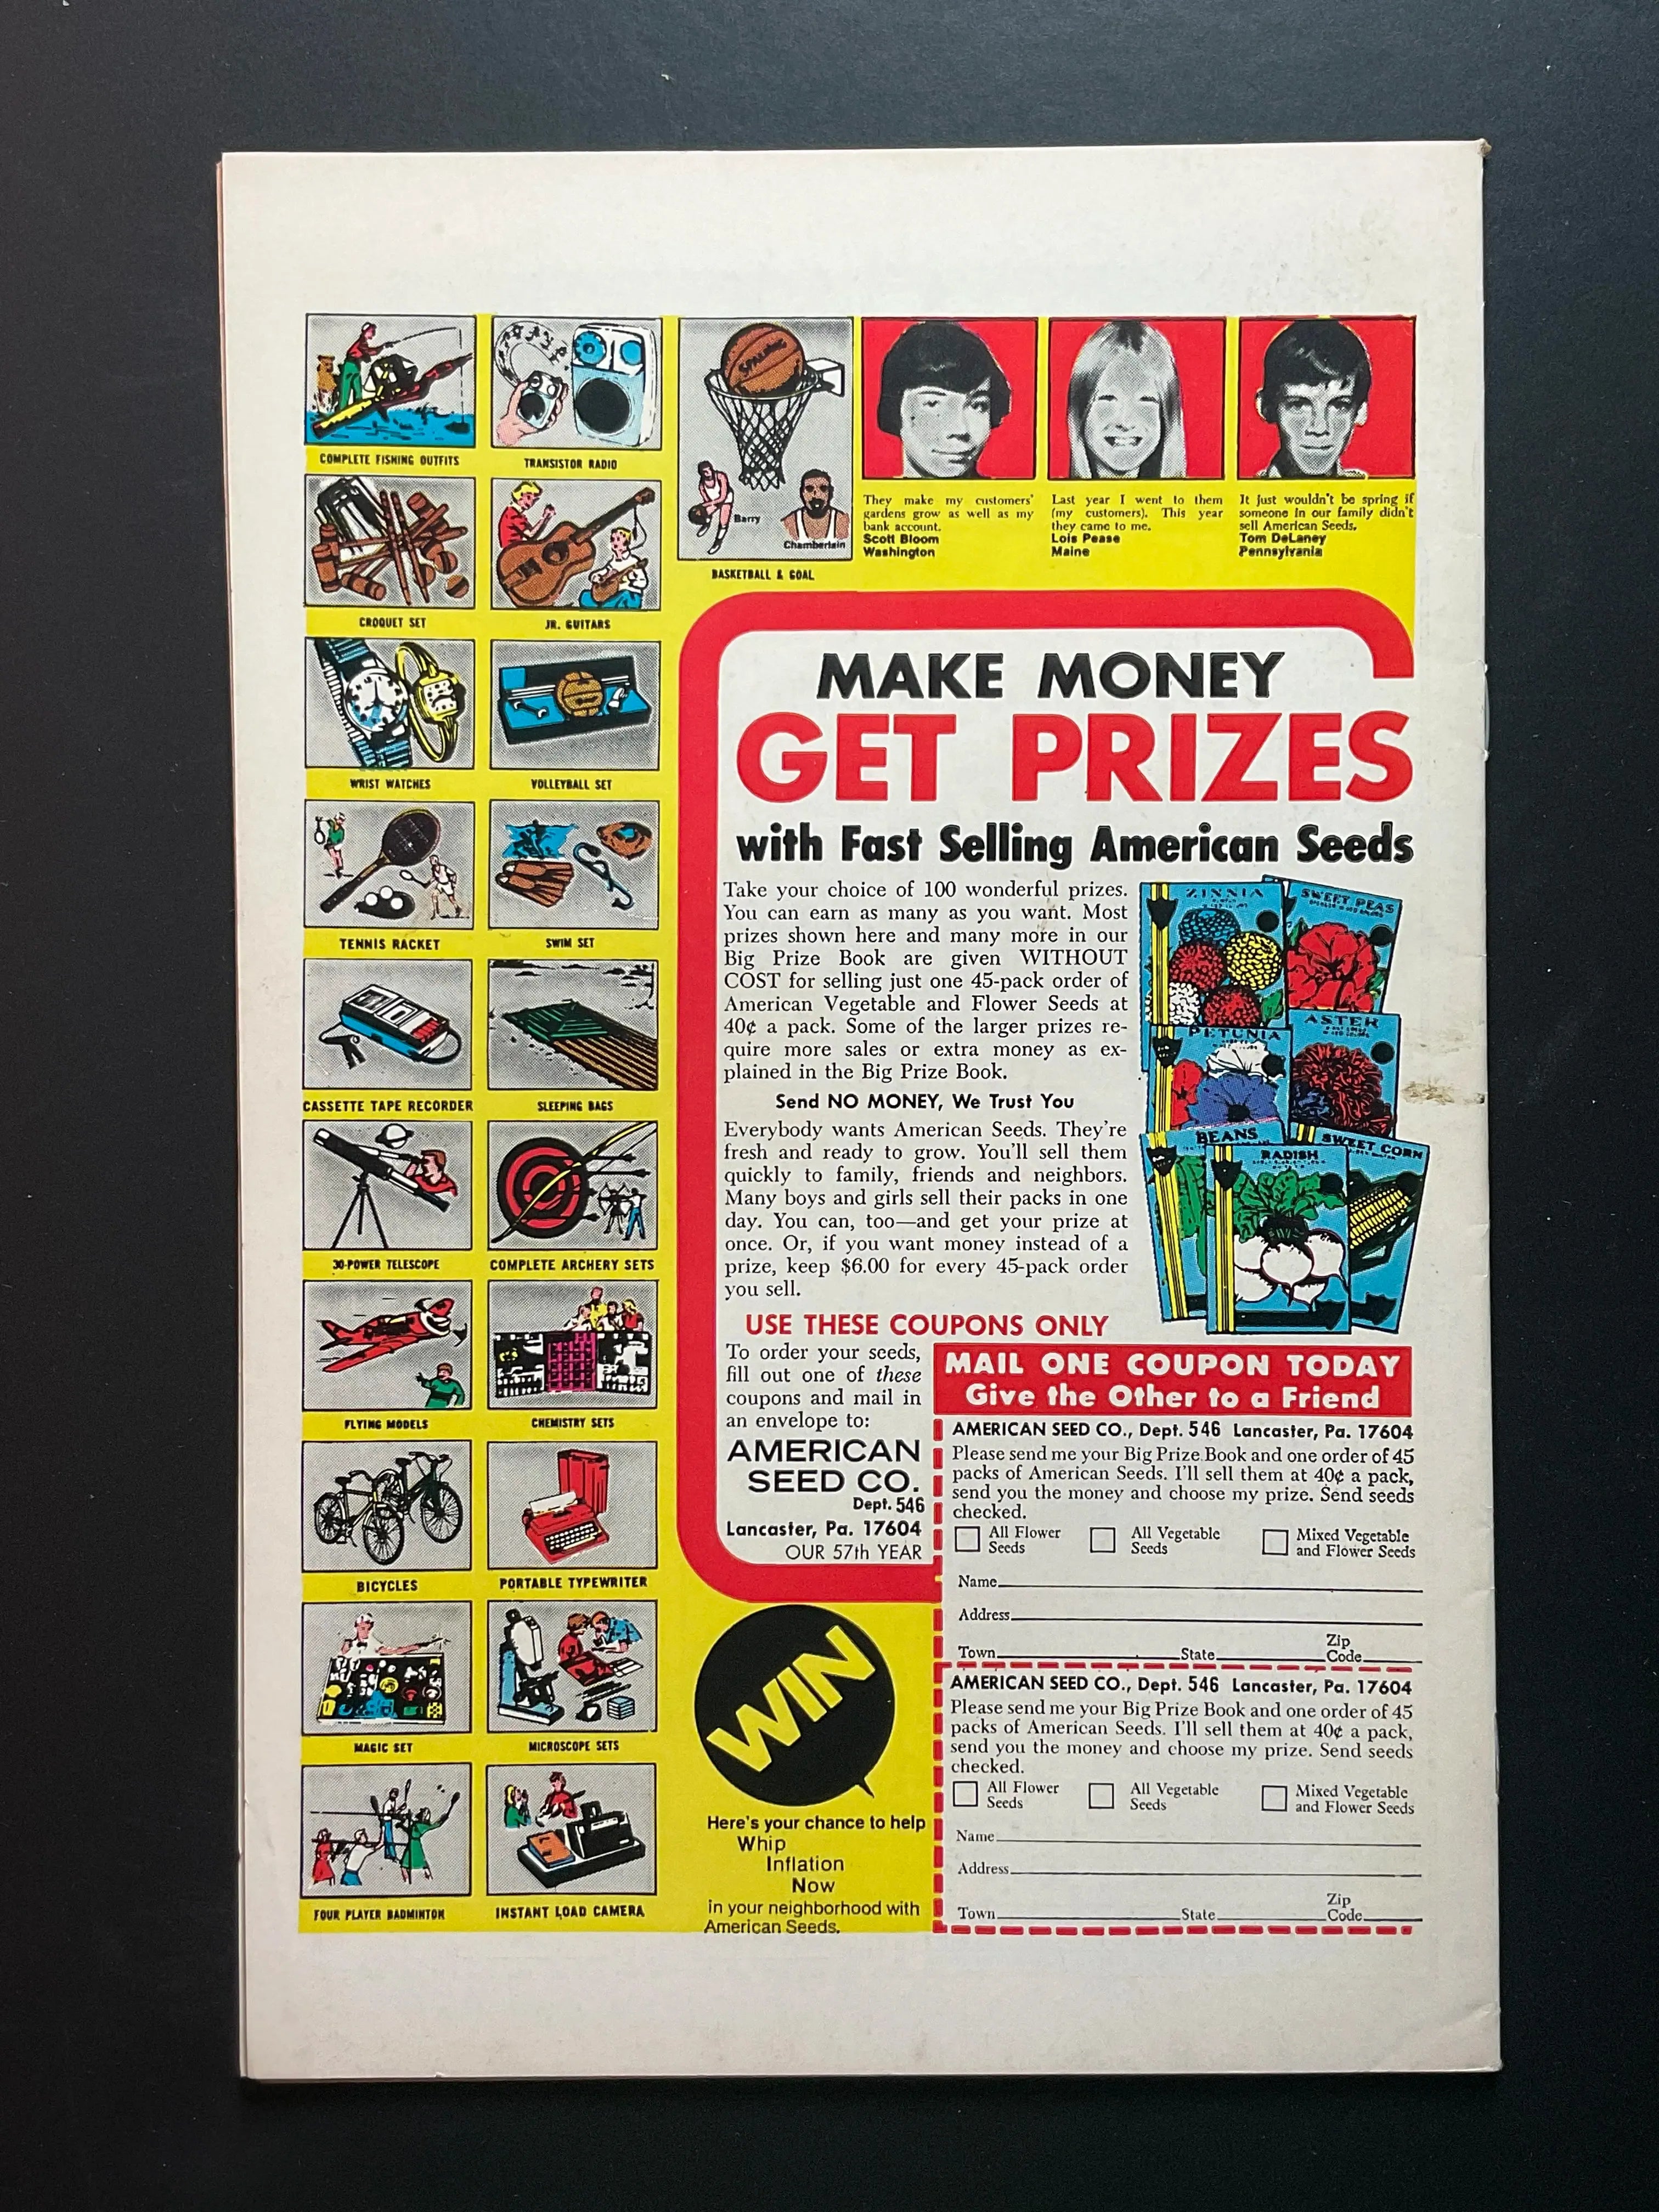 COMPLETE FISHING OUTFITS
TRANSISTOR RADIO
CROQUET SET
JR. GUITARS
WRIST WATCHES
VOLLEYBALL SET
TENNIS RACKET
SWIM SET
CASSETTE TAPE RECORDER
SLEEPING BAGS
30-POWER TELESCOPE
COMPLETE ARCHERY SETS
FLYING MODELS
CHEMISTRY SETS
BICYCLES
PORTABLE TYPEWRITER
MAGIC SET
MICROSCOPE SETS
FOUR PLAYER BADMINTON
INSTANT LOAD CAMERA
SPALDING
Barry
Chamberlain
BASKETBALL & GOAL
They make my customers'
gardens grow as well as my
bank account.
Scott Bloom
Washington
Last year I went to them
(my customers). This year
they came to me.
Lois Pease
Maine
It just wouldn't be spring if
someone in our family didn't
sell American Seeds.
Tom DeLaney
Pennsylvania
MAKE MONEY
GET PRIZES
with Fast Selling American Seeds
Take your choice of 100 wonderful prizes.
You can earn as many as you want. Most
prizes shown here and many more in our
Big Prize Book are given WITHOUT
COST for selling just one 45-pack order of
American Vegetable and Flower Seeds at
40¢ a pack. Some of the larger prizes re-
quire more sales or extra money as ex-
plained in the Big Prize Book.
Send NO MONEY, We Trust You
Everybody wants American Seeds. They're
fresh and ready to grow. You'll sell them
quickly to family, friends and neighbors.
Many boys and girls sell their packs in one
day. You can, too—and get your prize at
once. Or, if you want money instead of a
prize, keep $6.00 for every 45-pack order
you sell.
ZINNIA
SWEET PEAS
PETUNIA
ASTER
BEANS
RADISH
SWEET CORN
USE THESE COUPONS ONLY
To order your seeds,
fill out one of these
coupons and mail in
an envelope to:
AMERICAN
SEED CO.
Dept. 546
Lancaster, Pa. 17604
OUR 57th YEAR
MAIL ONE COUPON TODAY
Give the Other to a Friend
AMERICAN SEED CO., Dept. 546 Lancaster, Pa. 17604
Please send me your Big Prize Book and one order of 45
packs of American Seeds. I'll sell them at 40¢ a pack,
send you the money and choose my prize. Send seeds
checked.
All Flower Seeds
All Vegetable Seeds
Mixed Vegetable and Flower Seeds
Name
Address
Town State Zip Code
AMERICAN SEED CO., Dept. 546 Lancaster, Pa. 17604
Please send me your Big Prize Book and one order of 45
packs of American Seeds. I'll sell them at 40¢ a pack,
send you the money and choose my prize. Send seeds
checked.
All Flower Seeds
All Vegetable Seeds
Mixed Vegetable and Flower Seeds
Name
Address
Town State Zip Code
WIN
Here's your chance to help
Whip
Inflation
Now
in your neighborhood with
American Seeds.